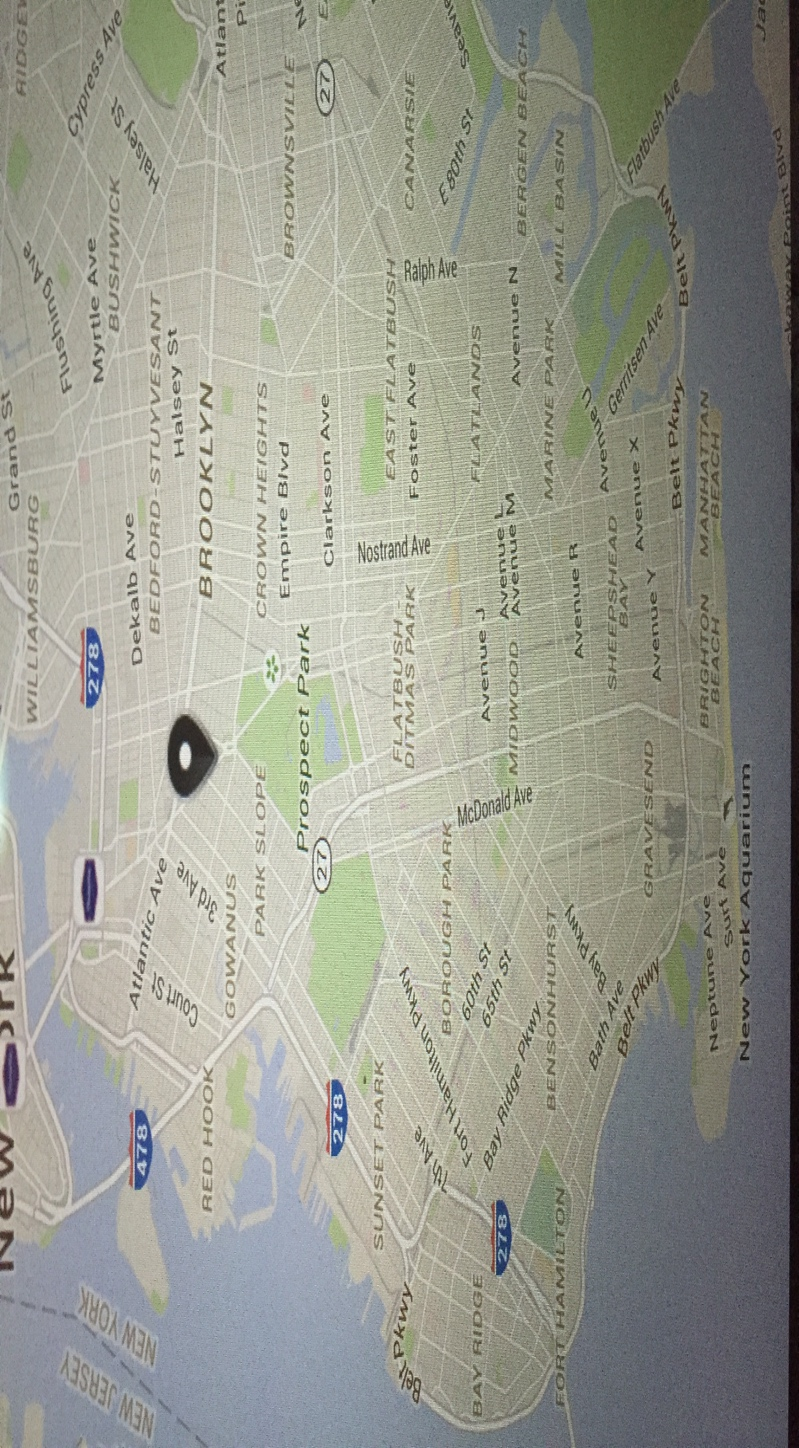 New
NEW YORK
NEW JERSEY
Grand St
WILLIAMSBURG
Flushing Ave
Cypress Ave
Myrtle Ave
BUSHWICK
Halsey St
278
478
Dekalb Ave
BEDFORD-STUYVESANT
Halsey St
Atlantic Ave
Court St
3rd Ave
BROOKLYN
RED HOOK
GOWANUS
PARK SLOPE
CROWN HEIGHTS
Empire Blvd
BROWNSVILLE
Prospect Park
27
Clarkson Ave
27
278
SUNSET PARK
Nostrand Ave
EAST FLATBUSH
FLATBUSH -
DITMAS PARK
Foster Ave
Ralph Ave
CANARSIE
E 80th St
Belt Pkwy
7th Ave
Fort Hamilton Pkwy
BOROUGH PARK
60th St
65th St
McDonald Ave
FLATLANDS
Avenue J
Avenue L
Avenue M
MIDWOOD
Avenue N
BERGEN BEACH
BAY RIDGE
278
Bay Ridge Pkwy
BENSONHURST
MARINE PARK
MILL BASIN
FORT HAMILTON
Bay Pkwy
Avenue R
Avenue U
Gerritsen Ave
Flatbush Ave
Bath Ave
Belt Pkwy
SHEEPSHEAD
BAY
Avenue X
Avenue Y
GRAVESEND
Belt Pkwy
Belt Pkwy
BRIGHTON
BEACH
MANHATTAN
BEACH
Neptune Ave
Surf Ave
New York Aquarium
Point Blvd